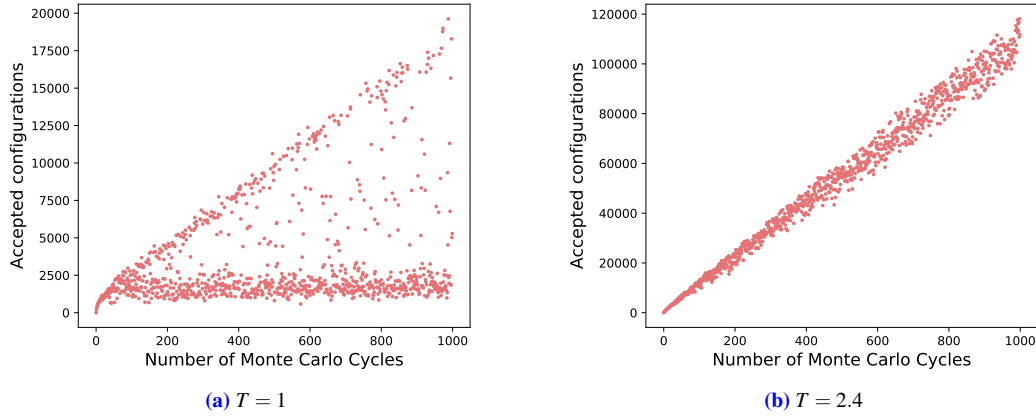 20000
17500
15000
12500
10000
7500
5000
2500
0
Accepted configurations
0 200 400 600 800 1000
Number of Monte Carlo Cycles
(a) T = 1
120000
100000
80000
60000
40000
20000
0
Accepted configurations
0 200 400 600 800 1000
Number of Monte Carlo Cycles
(b) T = 2.4